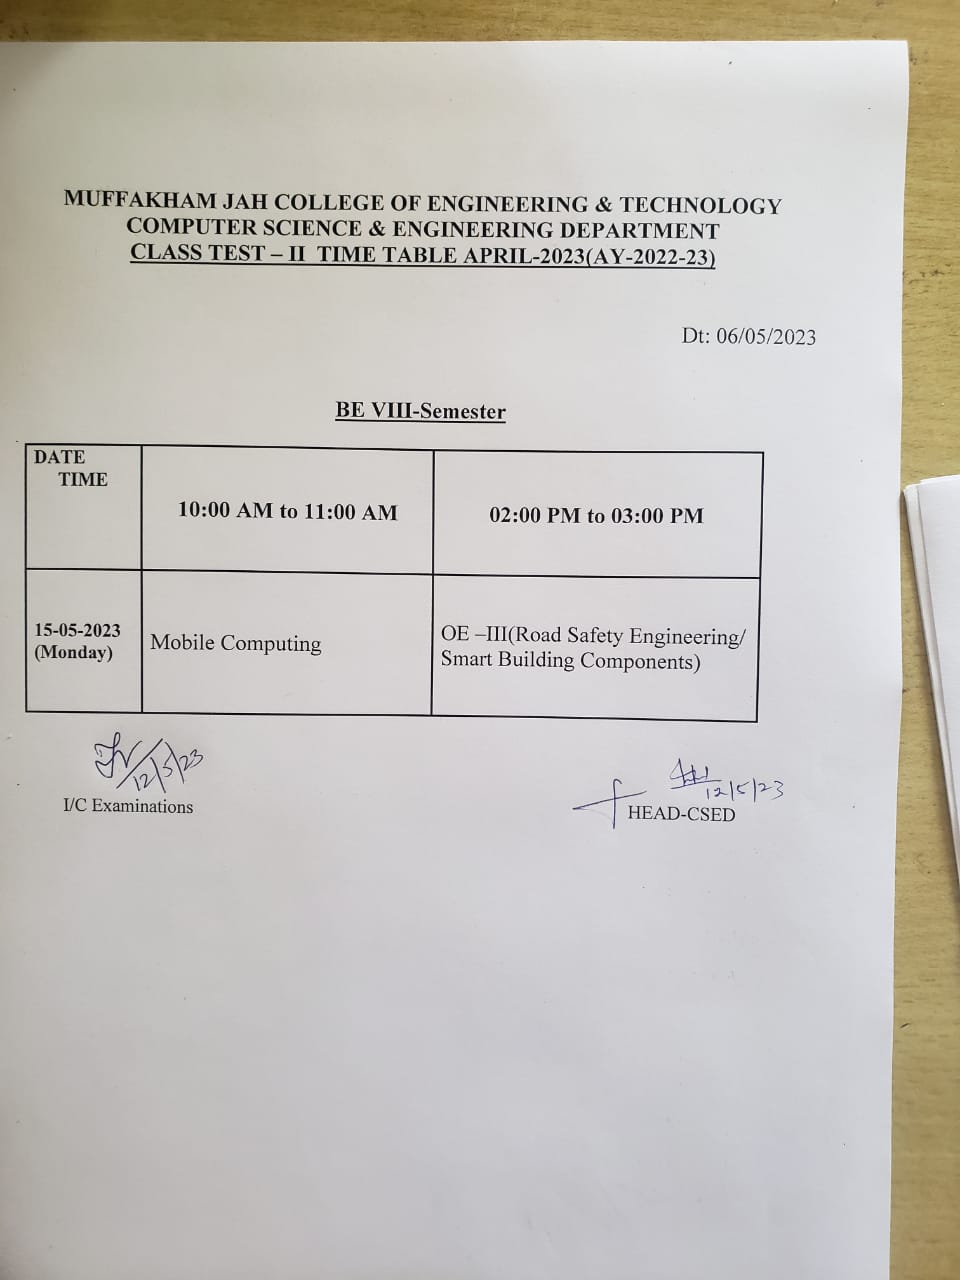 MUFFAKHAM JAH COLLEGE OF ENGINEERING & TECHNOLOGY
COMPUTER SCIENCE & ENGINEERING DEPARTMENT
CLASS TEST – II TIME TABLE APRIL-2023(AY-2022-23)
Dt: 06/05/2023
BE VIII-Semester
DATE
TIME
10:00 AM to 11:00 AM
02:00 PM to 03:00 PM
15-05-2023
(Monday)
Mobile Computing
OE –III(Road Safety Engineering/
Smart Building Components)
12/5/23
I/C Examinations
12/5/23
HEAD-CSED